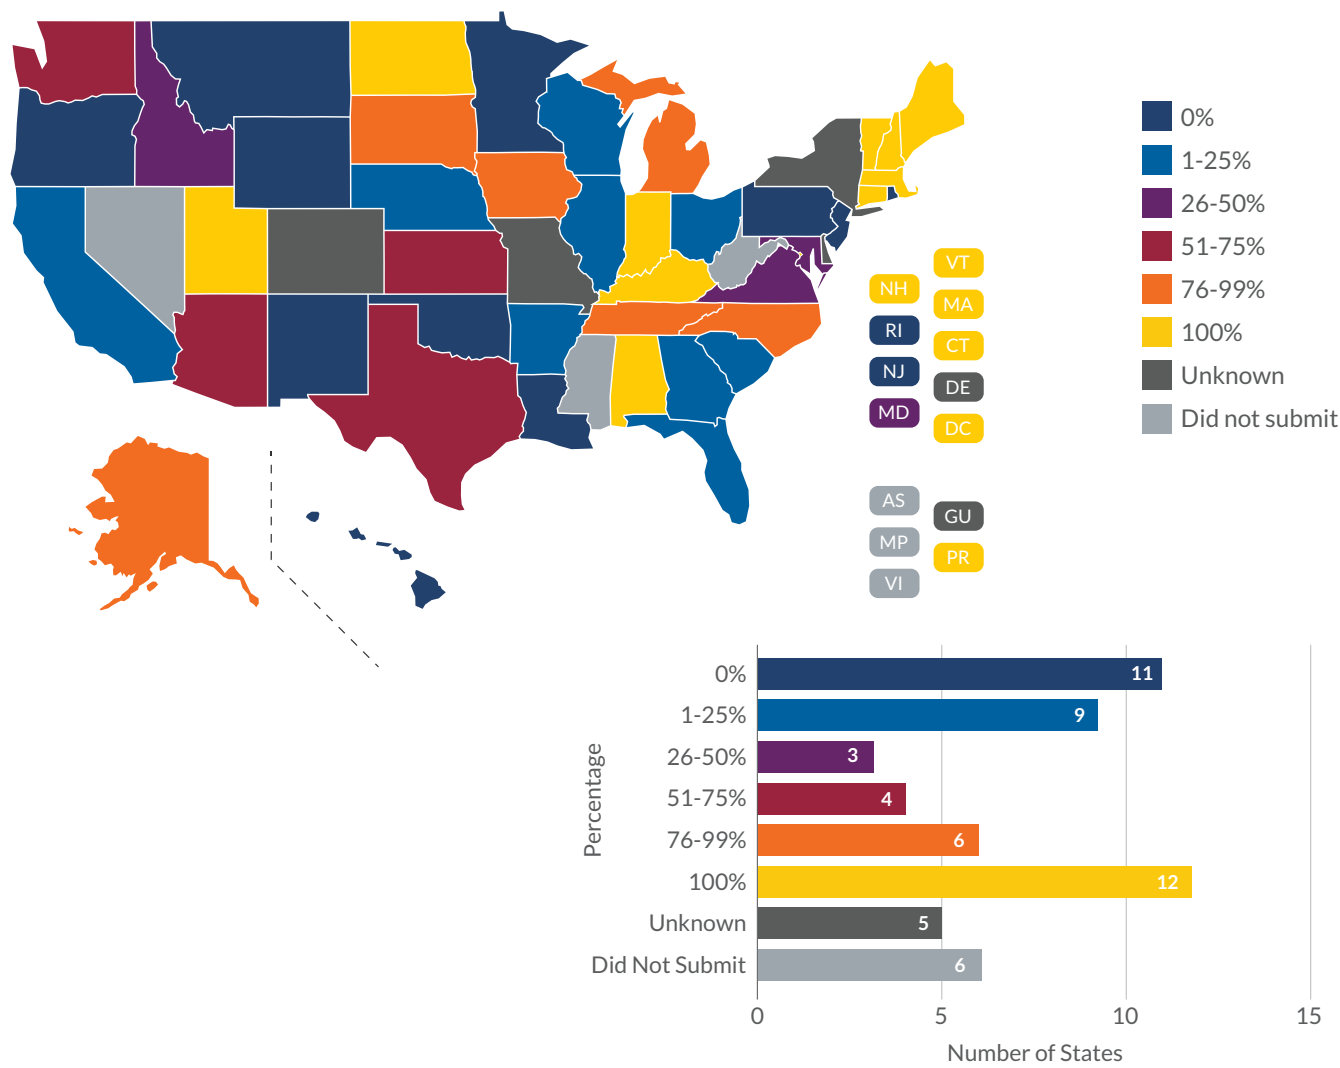 0%
1-25%
26-50%
51-75%
76-99%
100%
Unknown
Did not submit
VT
NH
MA
RI
CT
NJ
DE
MD
DC
AS
GU
MP
PR
VI
Percentage
0% 11
1-25% 9
26-50% 3
51-75% 4
76-99% 6
100% 12
Unknown 5
Did Not Submit 6
0 5 10 15
Number of States